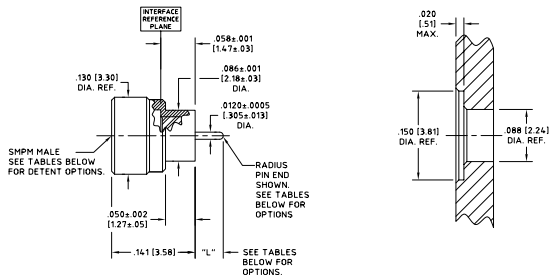 INTERFACE
REFERENCE
PLANE
.058±.001
[1.47±.03]
.086±.001
[2.18±.03]
DIA.
.130 [3.30]
DIA. REF.
.0120±.0005
[.305±.013]
DIA.
SMPM MALE
SEE TABLES BELOW
FOR DETENT OPTIONS.
RADIUS
PIN END
SHOWN.
SEE TABLES
BELOW FOR
OPTIONS
.050±.002
[1.27±.05]
.141 [3.58]
"L"
SEE TABLES
BELOW FOR
OPTIONS.
.020
[.51]
MAX.
.150 [3.81]
DIA. REF.
.088 [2.24]
DIA. REF.